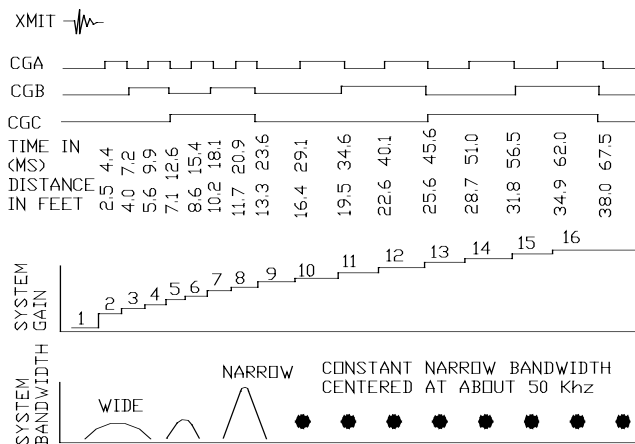 XMIT
CGA
CGB
CGC
TIME IN (MS) 4.4 7.2 9.9 12.6 15.4 18.1 20.9 23.6 29.1 34.6 40.1 45.6 51.0 56.5 62.0 67.5
DISTANCE IN FEET 2.5 4.0 5.6 7.1 8.6 10.2 11.7 13.3 16.4 19.5 22.6 25.6 28.7 31.8 34.9 38.0
SYSTEM GAIN
1 2 3 4 5 6 7 8 9 10 11 12 13 14 15 16
SYSTEM BANDWIDTH
WIDE
NARROW
CONSTANT NARROW BANDWIDTH
CENTERED AT ABOUT 50 Khz